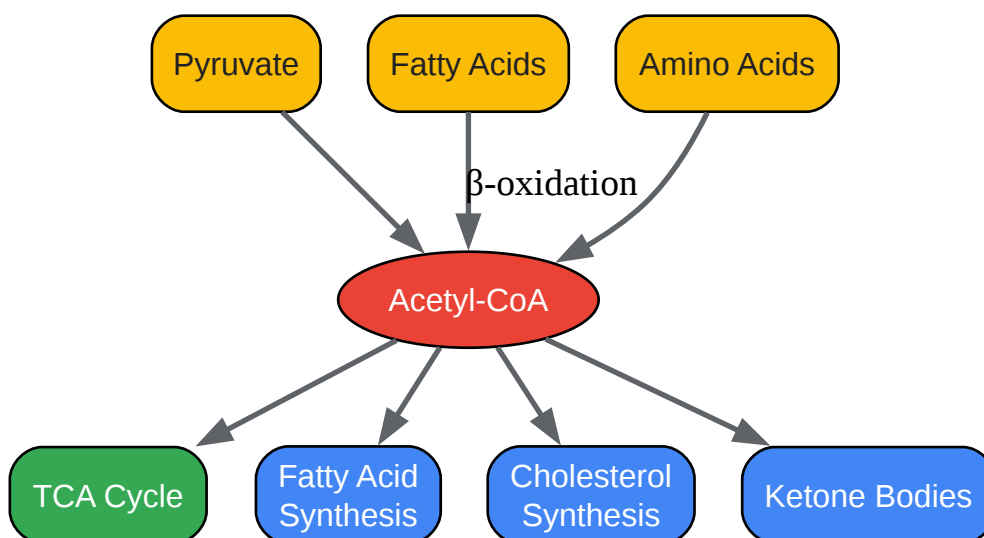 Pyruvate
Fatty Acids
Amino Acids
β-oxidation
Acetyl-CoA
TCA Cycle
Fatty Acid
Synthesis
Cholesterol
Synthesis
Ketone Bodies